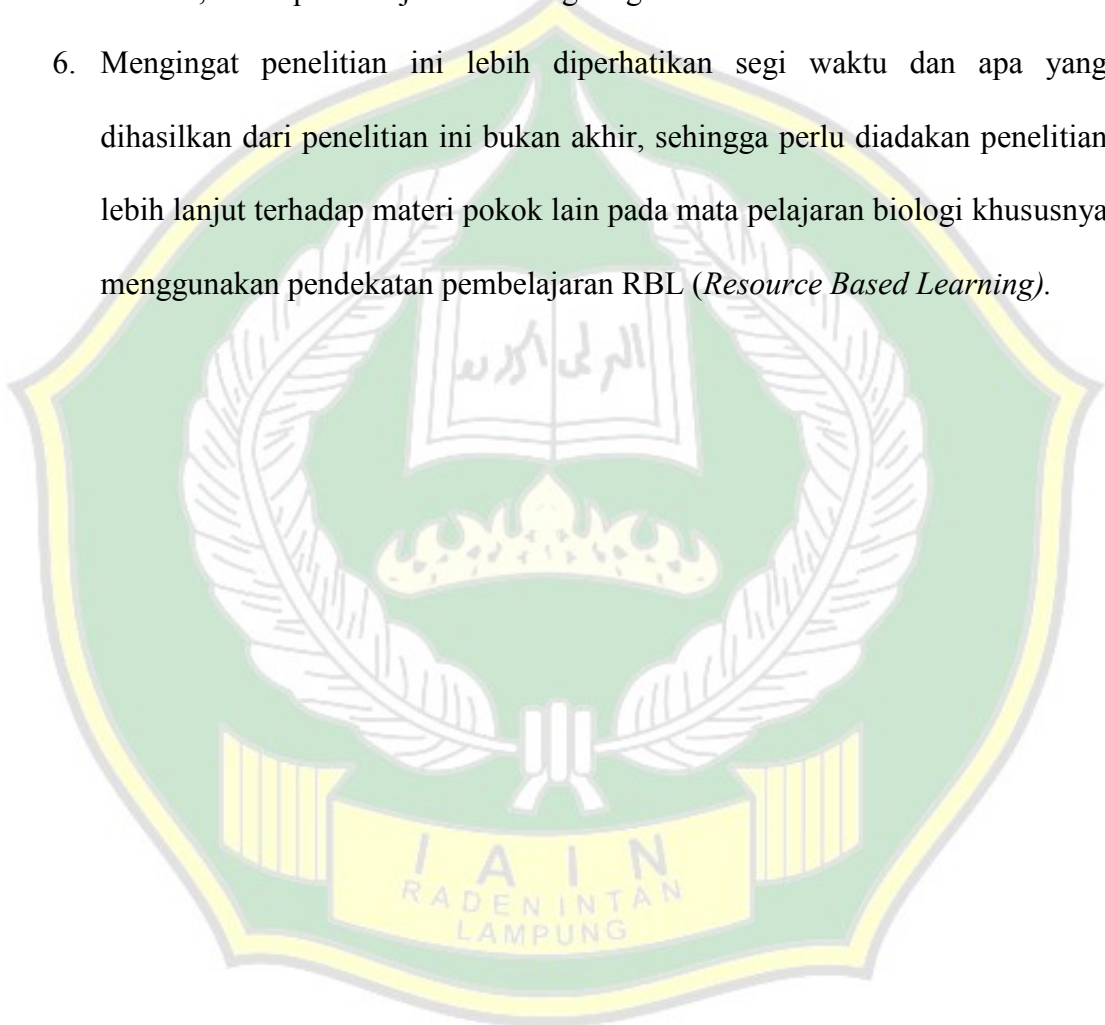 6. Mengingat penelitian ini lebih diperhatikan segi waktu dan apa yang
dihasilkan dari penelitian ini bukan akhir, sehingga perlu diadakan penelitian
lebih lanjut terhadap materi pokok lain pada mata pelajaran biologi khususnya
menggunakan pendekatan pembelajaran RBL (Resource Based Learning).
IAIN
RADEN INTAN
LAMPUNG